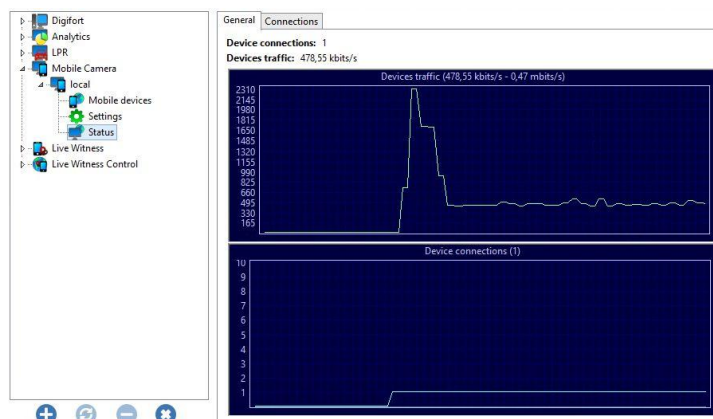 Digifort
Analytics
LPR
Mobile Camera
local
Mobile devices
Settings
Status
Live Witness
Live Witness Control
General
Connections
Device connections: 1
Devices traffic: 478,55 kbits/s
Devices traffic (478,55 kbits/s - 0,47 mbits/s)
2310
2145
1980
1815
1650
1485
1320
1155
990
825
660
495
330
165
Device connections (1)
10
9
8
7
6
5
4
3
2
1